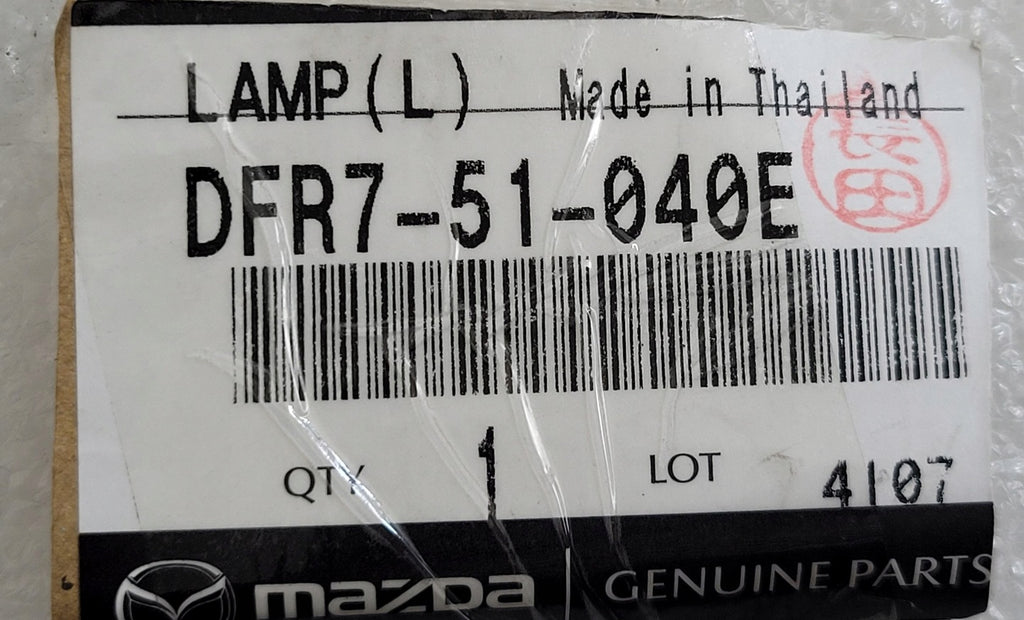 LAMP(L) Made in Thailand
DFR7-51-040E
QTY 1 LOT 4107
mazda GENUINE PARTS